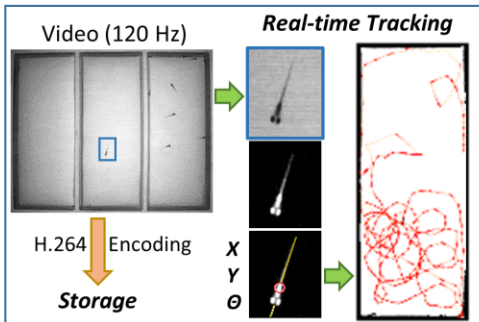 Video (120 Hz)
Real-time Tracking
H.264 Encoding
Storage
X
Y
Θ